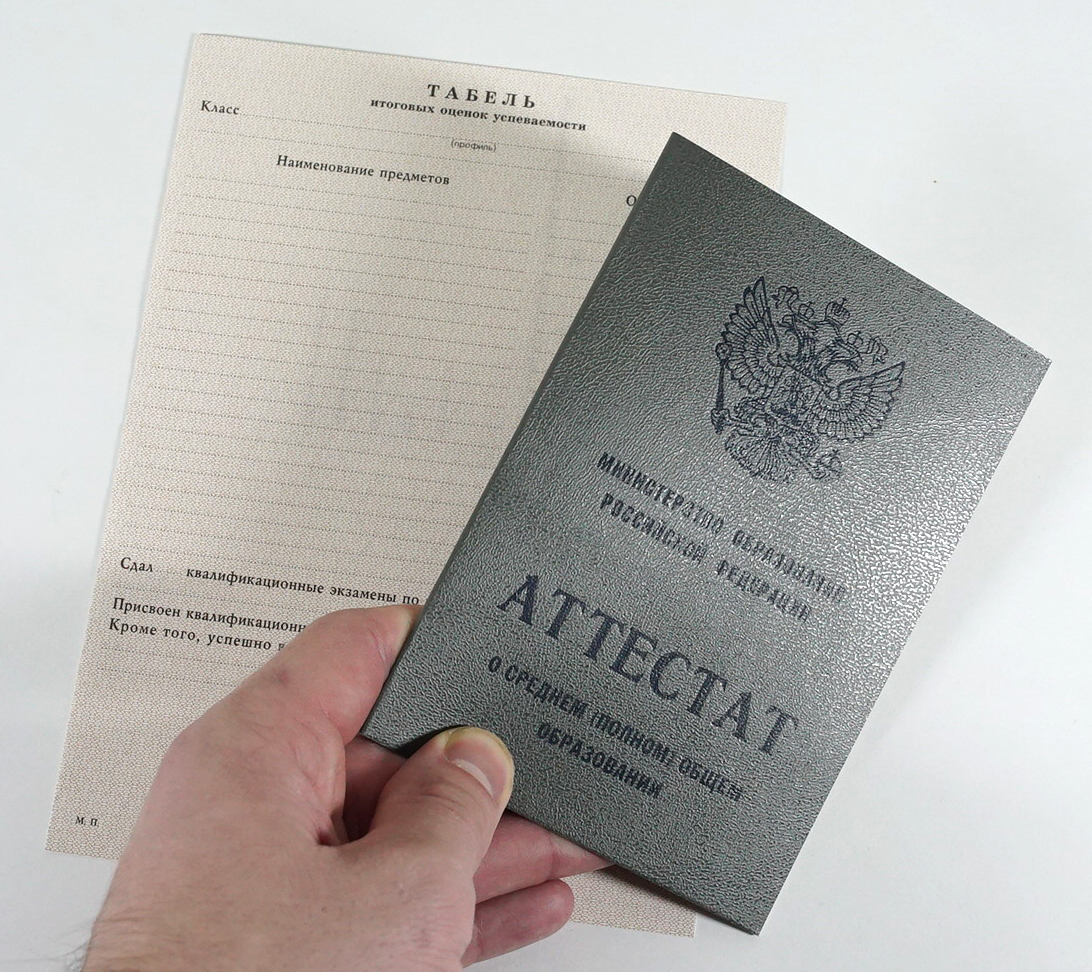 ТАБЕЛЬ
итоговых оценок успеваемости
Класс
(профиль)
Наименование предметов
Сдал квалификационные экзамены по
Присвоен
Кроме того, успешно
М. П.
МИНИСТЕРСТВО ОБРАЗОВАНИЯ
РОССИЙСКОЙ ФЕДЕРАЦИИ
АТТЕСТАТ
О СРЕДНЕМ (ПОЛНОМ) ОБЩЕМ
ОБРАЗОВАНИИ